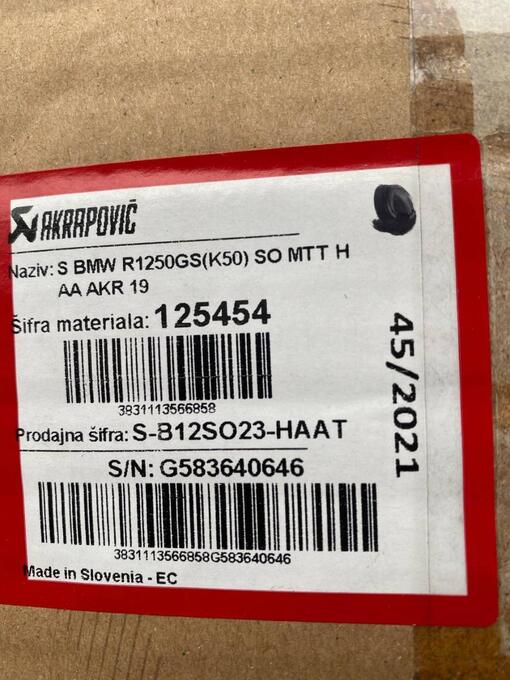 AKRAPOVIČ
Naziv: S BMW R1250GS(K50) SO MTT H
AA AKR 19
Šifra materiala: 125454
3831113566858
Prodajna šifra: S-B12SO23-HAAT
S/N: G583640646
3831113566858G583640646
Made in Slovenia - EC
45/2021